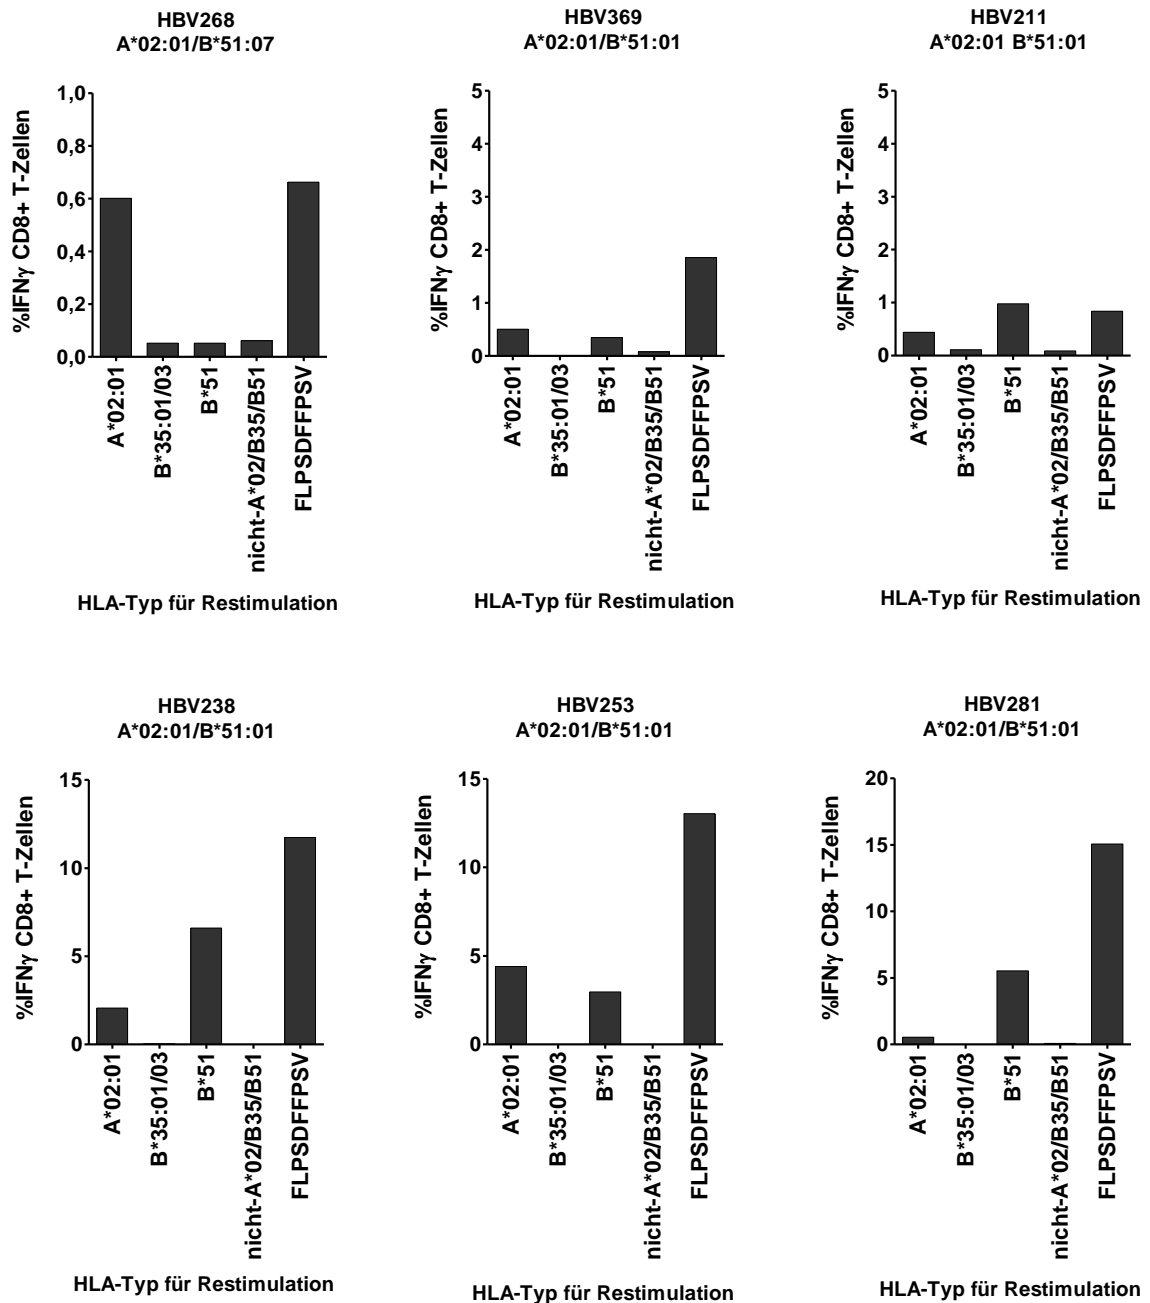 HBV268
A*02:01/B*51:07
%IFNγ CD8+ T-Zellen
1,0
0,8
0,6
0,4
0,2
0,0
A*02:01
B*35:01/03
B*51
nicht-A*02/B35/B51
FLPSDFFPSV
HLA-Typ für Restimulation
HBV369
A*02:01/B*51:01
%IFNγ CD8+ T-Zellen
5
4
3
2
1
0
A*02:01
B*35:01/03
B*51
nicht-A*02/B35/B51
FLPSDFFPSV
HLA-Typ für Restimulation
HBV211
A*02:01 B*51:01
%IFNγ CD8+ T-Zellen
5
4
3
2
1
0
A*02:01
B*35:01/03
B*51
nicht-A*02/B35/B51
FLPSDFFPSV
HLA-Typ für Restimulation
HBV238
A*02:01/B*51:01
%IFNγ CD8+ T-Zellen
15
10
5
0
A*02:01
B*35:01/03
B*51
nicht-A*02/B35/B51
FLPSDFFPSV
HLA-Typ für Restimulation
HBV253
A*02:01/B*51:01
%IFNγ CD8+ T-Zellen
15
10
5
0
A*02:01
B*35:01/03
B*51
nicht-A*02/B35/B51
FLPSDFFPSV
HLA-Typ für Restimulation
HBV281
A*02:01/B*51:01
%IFNγ CD8+ T-Zellen
20
15
10
5
0
A*02:01
B*35:01/03
B*51
nicht-A*02/B35/B51
FLPSDFFPSV
HLA-Typ für Restimulation